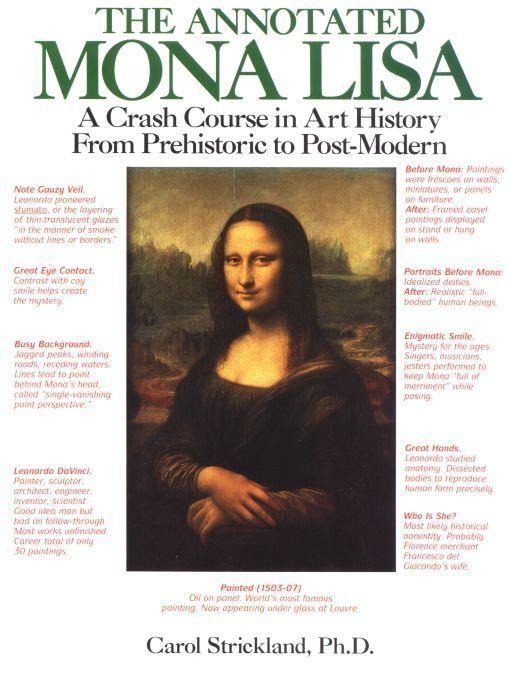 THE ANNOTATED
MONA LISA
A Crash Course in Art History
From Prehistoric to Post-Modern
Note Gauzy Veil.
Leonardo pioneered
sfumato, or the layering
of thin translucent glazes
"in the manner of smoke
without lines or borders."
Great Eye Contact.
Contrast with coy
smile helps create
the mystery.
Busy Background.
Jagged peaks, winding
roads, receding waters.
Lines lead to point
behind Mona's head,
called "single-vanishing
point perspective."
Leonardo DaVinci.
Painter, sculptor,
architect, engineer,
inventor, scientist.
Good idea man but
bad on follow-through.
Most works unfinished.
Career total of only
30 paintings.
Before Mona: Paintings
were frescoes on walls,
miniatures, or panels
on furniture.
After: Framed easel
paintings displayed
on stand or hung
on walls.
Portraits Before Mona:
Idealized deities.
After: Realistic "full-
bodied" human beings.
Enigmatic Smile.
Mystery for the ages.
Singers, musicians,
jesters performed to
keep Mona "full of
merriment" while
posing.
Great Hands.
Leonardo studied
anatomy. Dissected
bodies to reproduce
human form precisely.
Who Is She?
Most likely historical
nonentity. Probably
Florence merchant
Francesco del
Giocondo's wife.
Painted (1503-07)
Oil on panel. World's most famous
painting. Now appearing under glass at Louvre.
Carol Strickland, Ph.D.